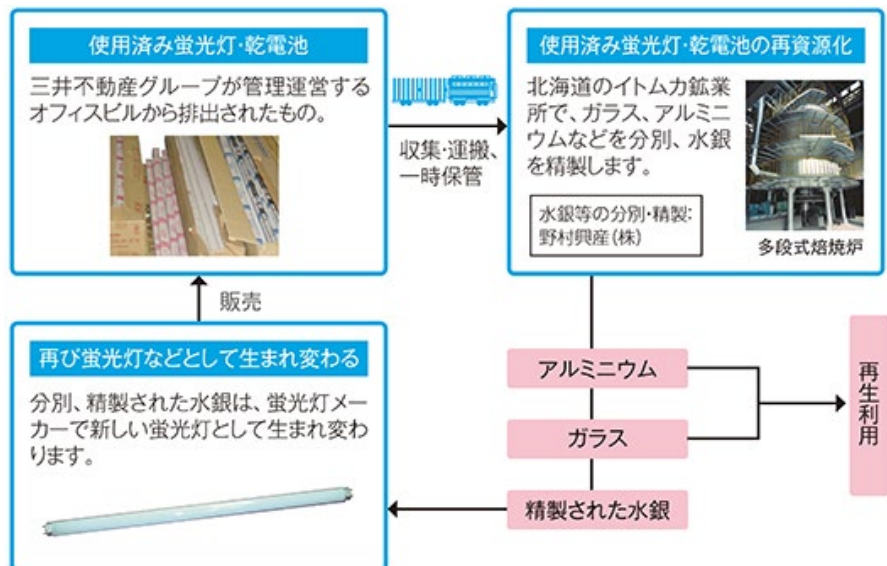 使用済み蛍光灯・乾電池
三井不動産グループが管理運営する
オフィスビルから排出されたもの。
収集・運搬、
一時保管
使用済み蛍光灯・乾電池の再資源化
北海道のイトムカ鉱業
所で、ガラス、アルミニ
ウムなどを分別、水銀
を精製します。
水銀等の分別・精製:
野村興産(株)
多段式焙焼炉
アルミニウム
ガラス
精製された水銀
再生利用
販売
再び蛍光灯などとして生まれ変わる
分別、精製された水銀は、蛍光灯メー
カーで新しい蛍光灯として生まれ変わ
ります。